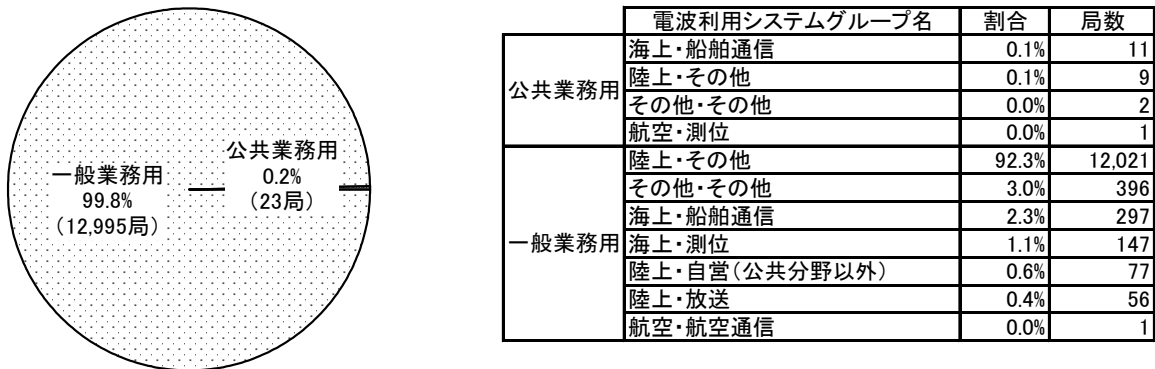 一般業務用
99.8%
（12,995局）
公共業務用
0.2%
（23局）
電波利用システムグループ名 割合 局数
公共業務用
海上・船舶通信 0.1% 11
陸上・その他 0.1% 9
その他・その他 0.0% 2
航空・測位 0.0% 1
一般業務用
陸上・その他 92.3% 12,021
その他・その他 3.0% 396
海上・船舶通信 2.3% 297
海上・測位 1.1% 147
陸上・自営（公共分野以外） 0.6% 77
陸上・放送 0.4% 56
航空・航空通信 0.0% 1